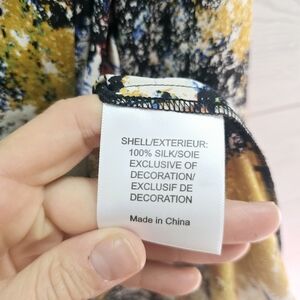 SHELL/EXTERIEUR:
100% SILK/SOIE
EXCLUSIVE OF
DECORATION/
EXCLUSIF DE
DECORATION
Made in China